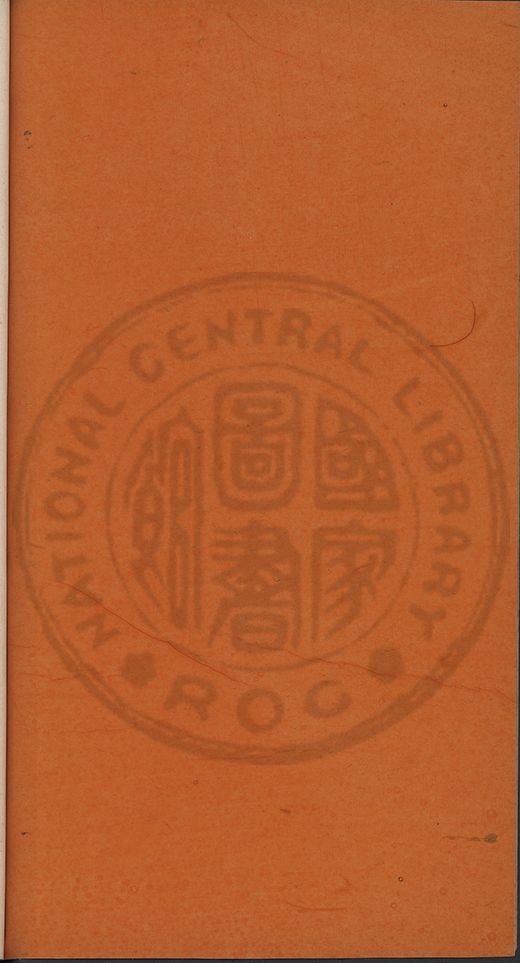 NATIONAL CENTRAL LIBRARY
國家
圖書
館
ROC